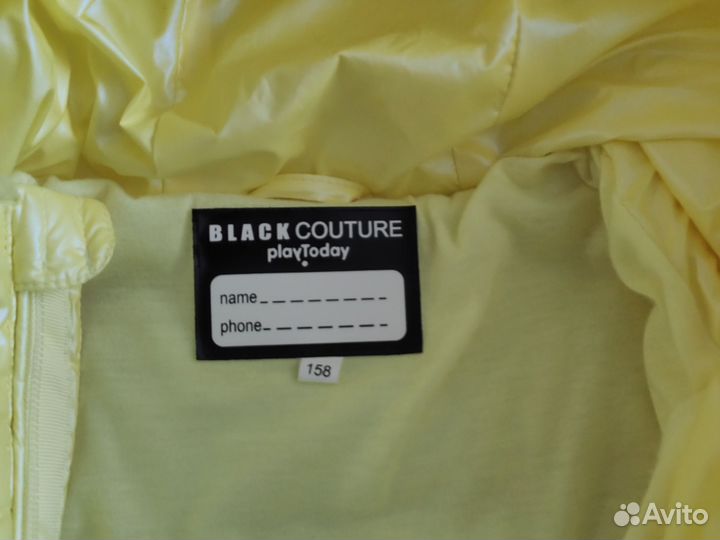 BLACK COUTURE
playToday
name
phone
158
Avito